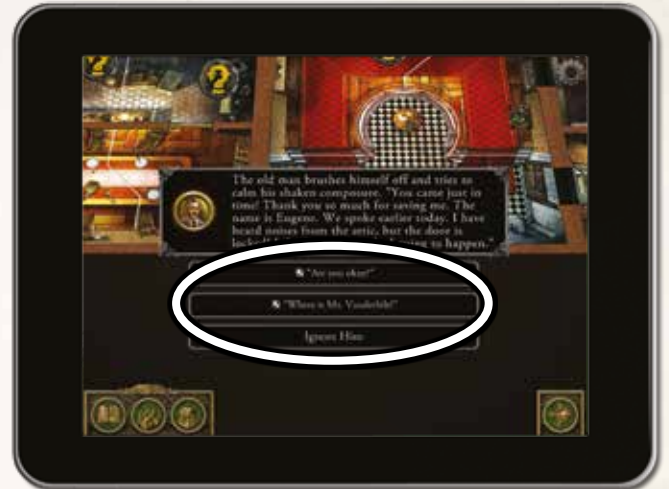 The old man brushes himself off and tries to
calm his shaken composure. "You came just in
time! Thank you so much for saving me. The
name is Eugene. We spoke earlier today. I have
heard noises from the attic, but the door is
to happen."
"Are you okay?"
"Where is Mr. Vanderbilt?"
Ignore Him